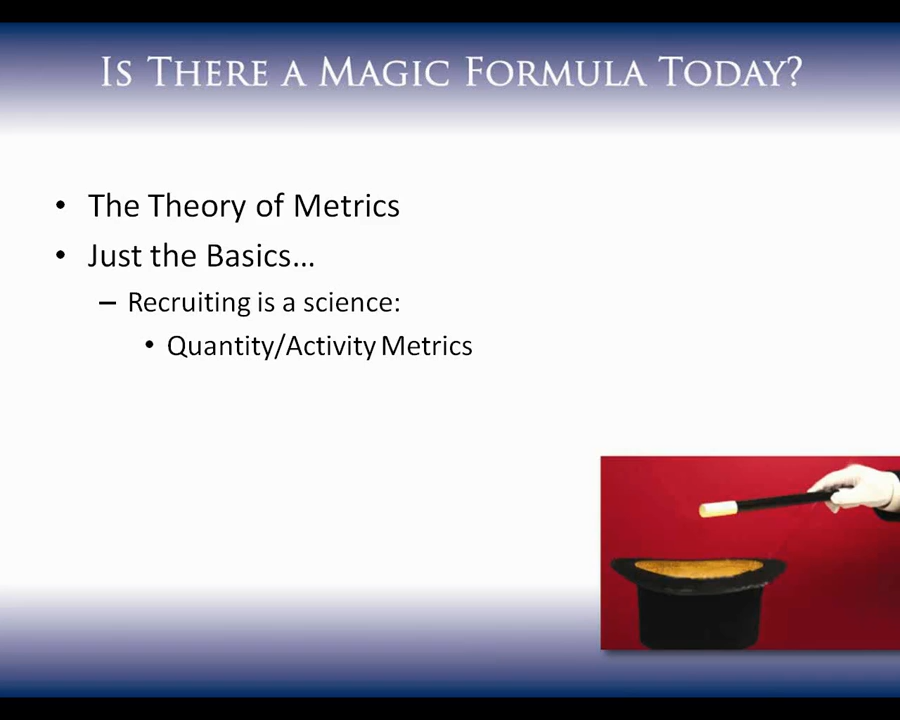 Is There a Magic Formula Today?
• The Theory of Metrics
• Just the Basics...
– Recruiting is a science:
• Quantity/Activity Metrics